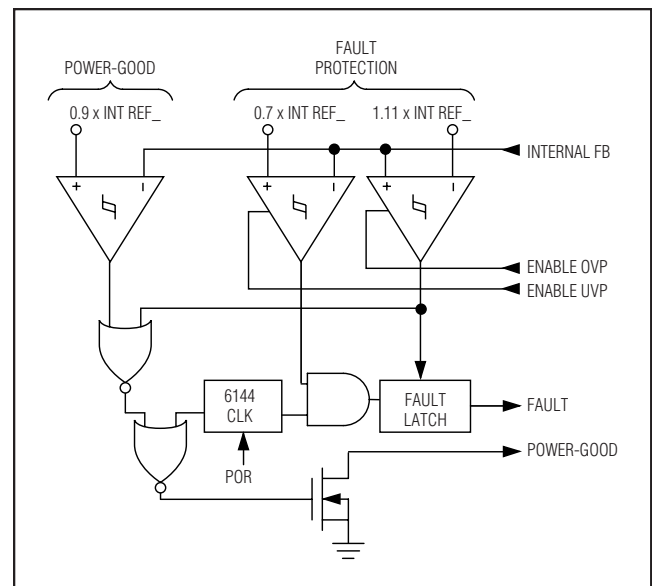 POWER-GOOD
FAULT
PROTECTION
0.9 x INT REF_
0.7 x INT REF_
1.11 x INT REF_
INTERNAL FB
+
−
+
−
+
−
ENABLE OVP
ENABLE UVP
6144
CLK
FAULT
LATCH
FAULT
POWER-GOOD
POR